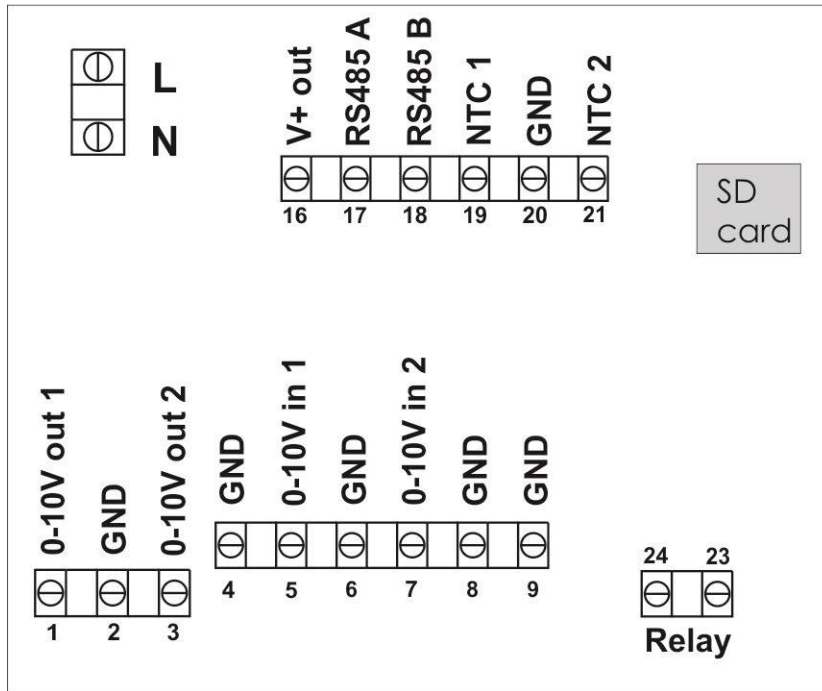 L
N
V+ out
RS485 A
RS485 B
NTC 1
GND
NTC 2
16 17 18 19 20 21
SD
card
0-10V out 1
GND
0-10V out 2
GND
0-10V in 1
GND
0-10V in 2
GND
GND
1 2 3
4 5 6 7 8 9
24 23
Relay